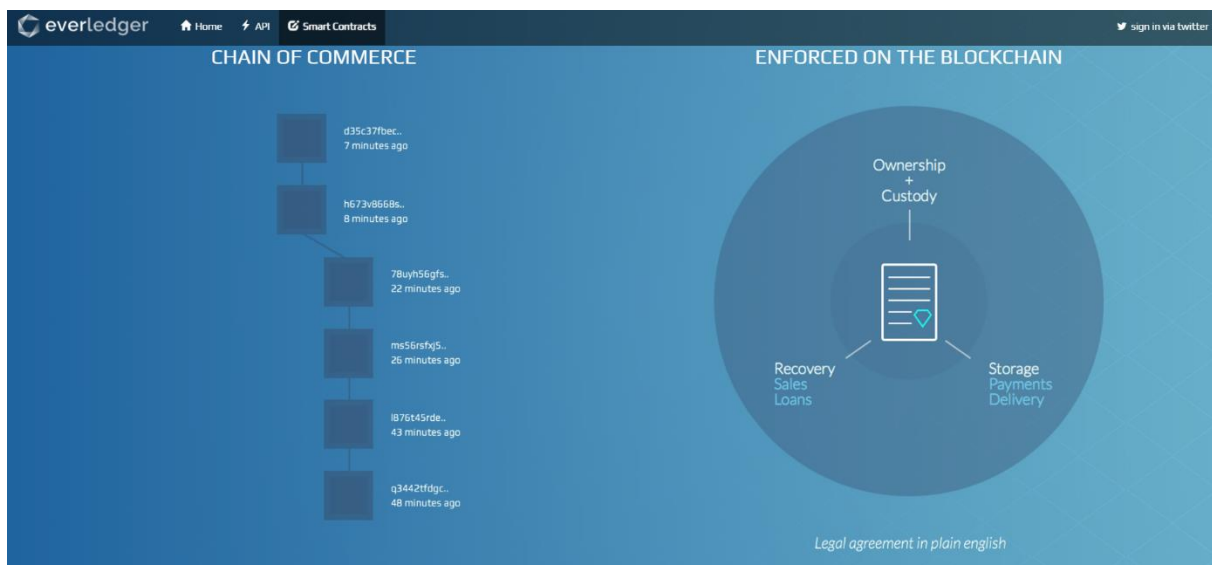 everledger Home API Smart Contracts sign in via twitter
CHAIN OF COMMERCE
d35c37fbec..
7 minutes ago
h673v8668s..
8 minutes ago
78uyh56gfs..
22 minutes ago
ms56rsfxj5..
26 minutes ago
l876t45rde..
43 minutes ago
q3442tfdgc..
48 minutes ago
ENFORCED ON THE BLOCKCHAIN
Ownership
+
Custody
Recovery
Sales
Loans
Storage
Payments
Delivery
Legal agreement in plain english